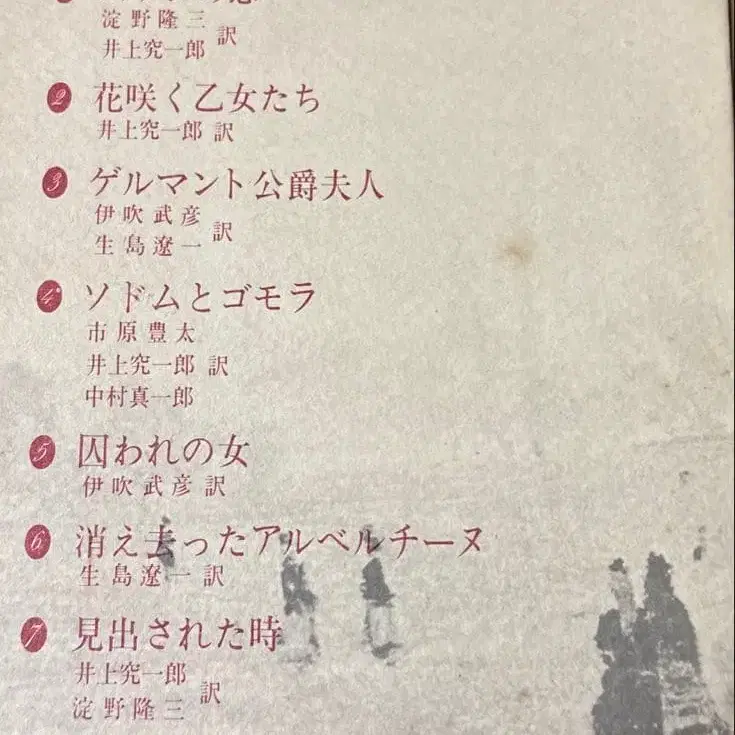 淀野隆三
井上究一郎 訳
2 花咲く乙女たち
井上究一郎 訳
3 ゲルマント公爵夫人
伊吹武彦
生島遼一 訳
4 ソドムとゴモラ
市原豊太
井上究一郎 訳
中村真一郎
5 囚われの女
伊吹武彦 訳
6 消え去ったアルベルチーヌ
生島遼一 訳
7 見出された時
井上究一郎
淀野隆三 訳